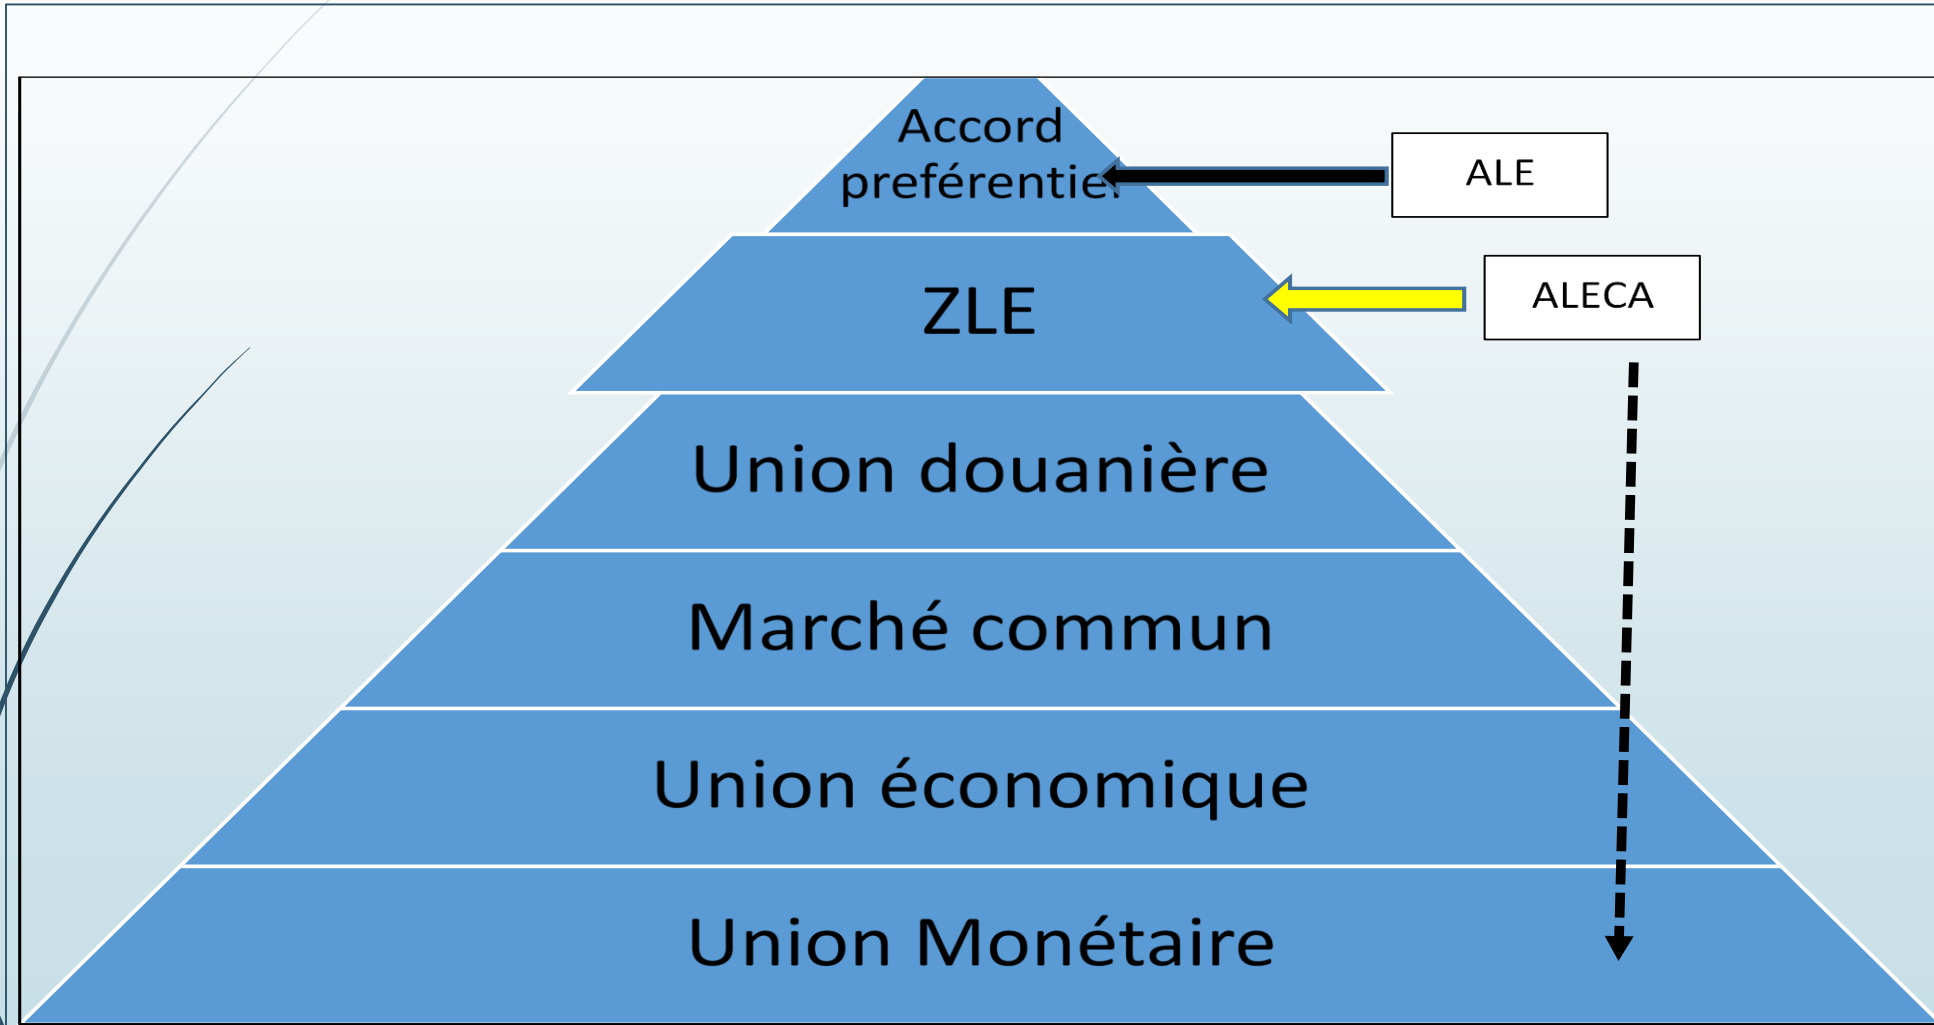 Accord
preférentiel
ALE
ZLE
ALECA
Union douanière
Marché commun
Union économique
Union Monétaire